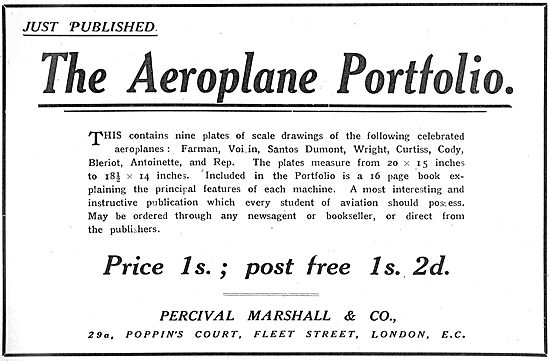 JUST PUBLISHED.
The Aeroplane Portfolio.
THIS contains nine plates of scale drawings of the following celebrated
aeroplanes : Farman, Voisin, Santos Dumont, Wright, Curtiss, Cody,
Bleriot, Antoinette, and Rep. The plates measure from 20 × 15 inches
to 18½ × 14 inches. Included in the Portfolio is a 16 page book ex-
plaining the principal features of each machine. A most interesting and
instructive publication which every student of aviation should possess.
May be ordered through any newsagent or bookseller, or direct from
the publishers.
Price 1s. ; post free 1s. 2d.
PERCIVAL MARSHALL & CO.,
29a, POPPIN'S COURT, FLEET STREET, LONDON, E.C.